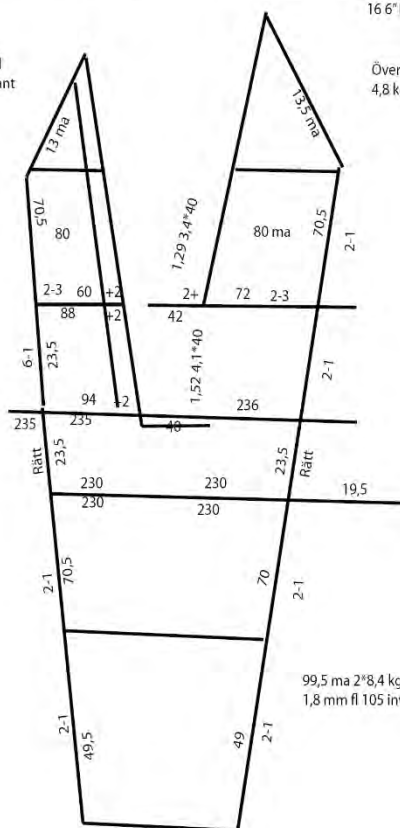 16 6"
Över
4,8 k
ant
13 ma
13,5 ma
70,5
80
1,29 3,4*40
80 ma
70,5
2-1
2-3 60 +2
88 +2
2+ 72 2-3
42
6-1
23,5
1,52 4,1*40
2-1
94 +2
235 235
40
236
Rätt
23,5
23,5
Rätt
230 230
230 230
19,5
2-1
70,5
70
2-1
99,5 ma 2*8,4 kg
1,8 mm fl 105 in
2-1
49,5
49
2-1